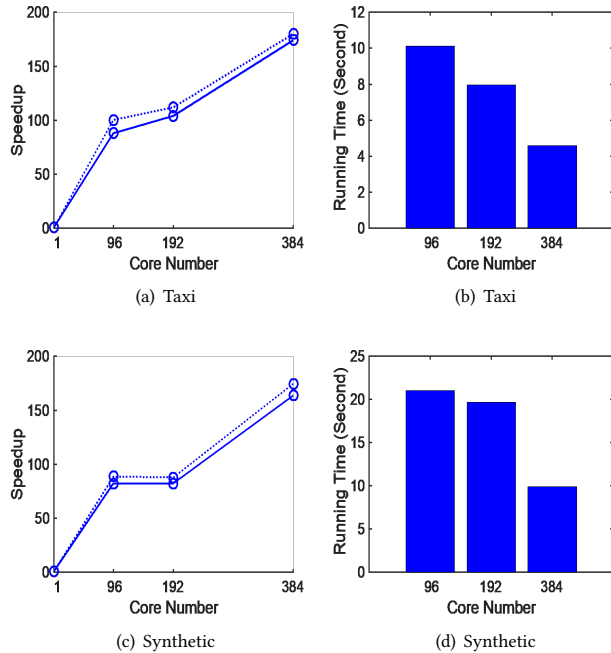 200
150
100
50
0
1 96 192 384
Speedup
Core Number
(a) Taxi
12
10
8
6
4
2
0
96 192 384
Running Time (Second)
Core Number
(b) Taxi
200
150
100
50
0
1 96 192 384
Speedup
Core Number
(c) Synthetic
25
20
15
10
5
0
96 192 384
Running Time (Second)
Core Number
(d) Synthetic